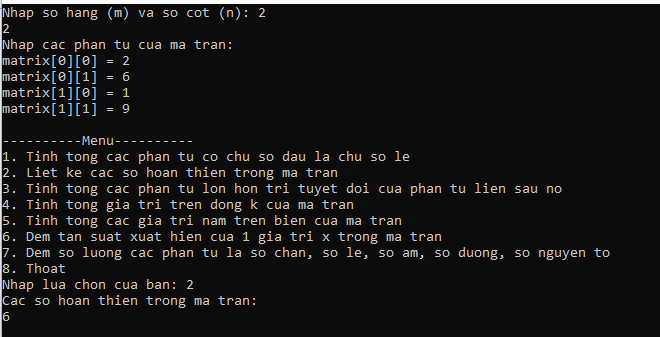 Nhap so hang (m) va so cot (n): 2
2
Nhap cac phan tu cua ma tran:
matrix[0][0] = 2
matrix[0][1] = 6
matrix[1][0] = 1
matrix[1][1] = 9
----------Menu----------
1. Tinh tong cac phan tu co chu so dau la chu so le
2. Liet ke cac so hoan thien trong ma tran
3. Tinh tong cac phan tu lon hon tri tuyet doi cua phan tu lien sau no
4. Tinh tong gia tri tren dong k cua ma tran
5. Tinh tong cac gia tri nam tren bien cua ma tran
6. Dem tan suat xuat hien cua 1 gia tri x trong ma tran
7. Dem so luong cac phan tu la so chan, so le, so am, so duong, so nguyen to
8. Thoat
Nhap lua chon cua ban: 2
Cac so hoan thien trong ma tran:
6